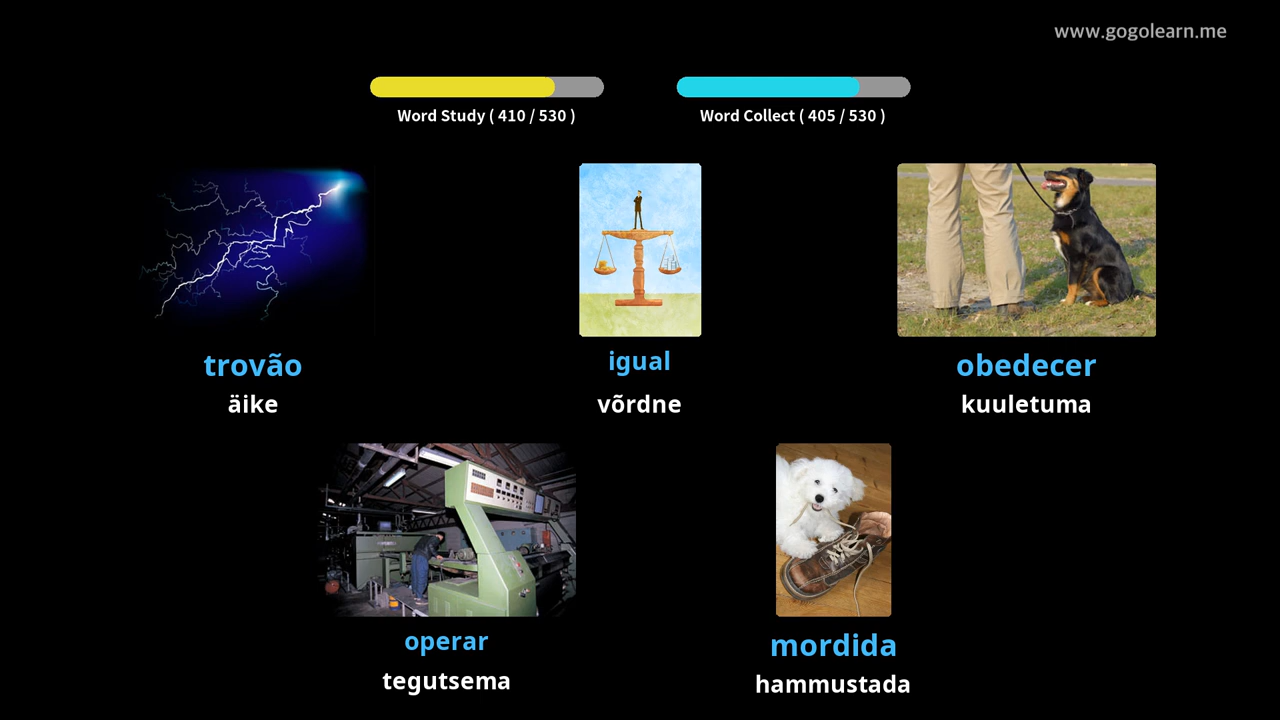 www.gogolearn.me
Word Study ( 410 / 530 )
Word Collect ( 405 / 530 )
trovão
igual
obedecer
äike
võrdne
kuuletuma
operar
mordida
tegutsema
hammustada